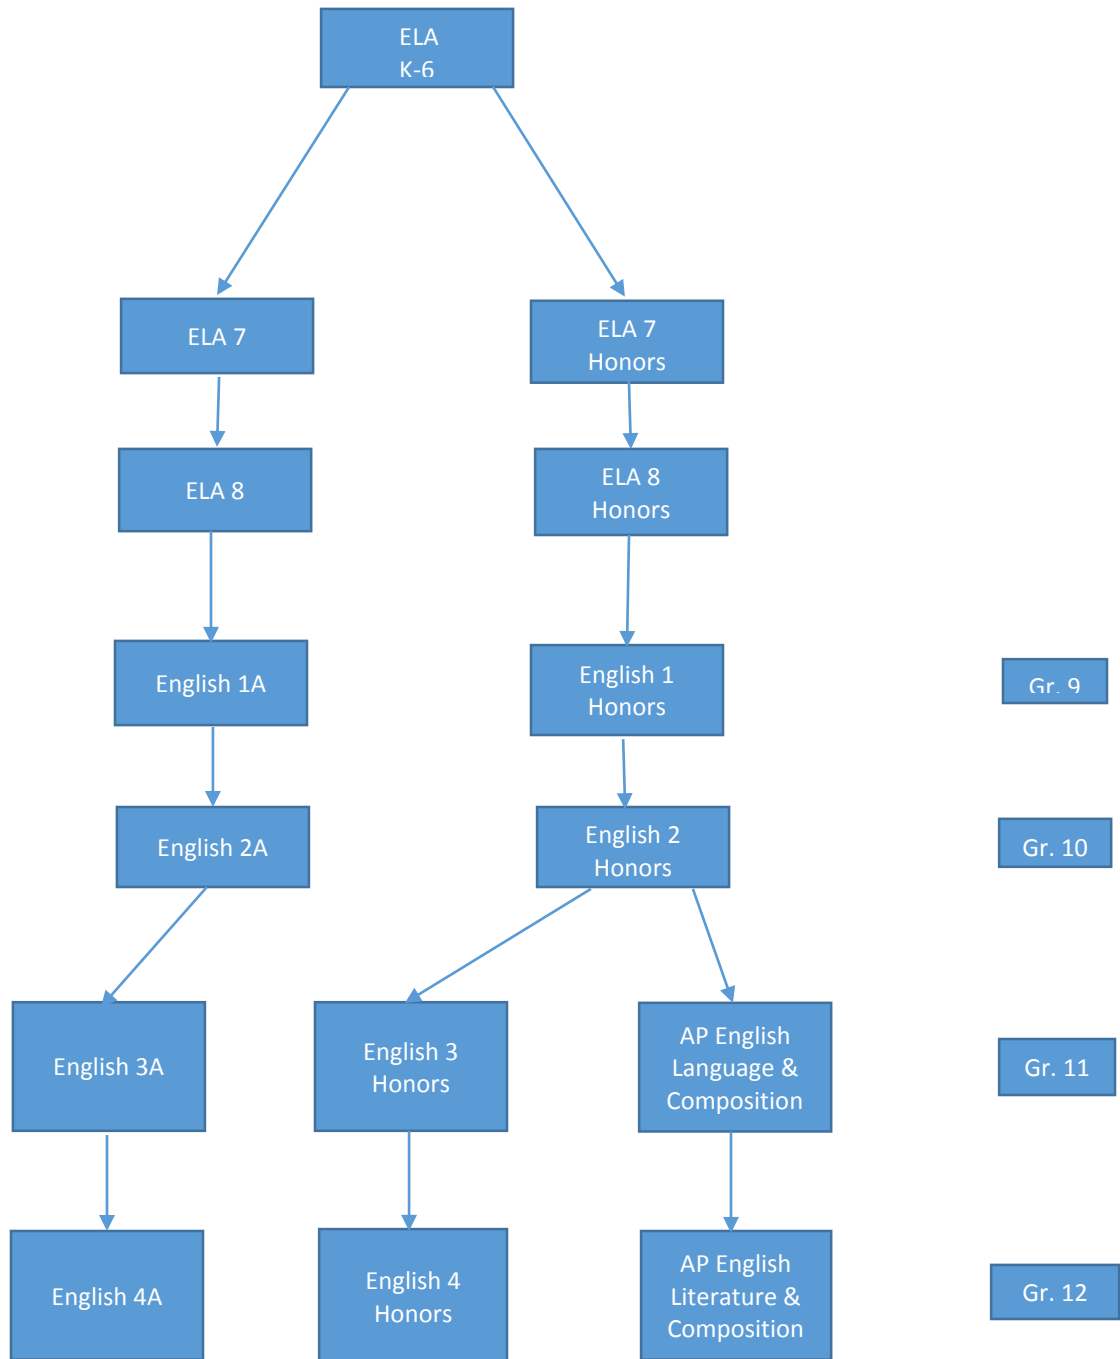 ELA
K-6
ELA 7
ELA 7
Honors
ELA 8
ELA 8
Honors
English 1A
English 1
Honors
Gr. 9
English 2A
English 2
Honors
Gr. 10
English 3A
English 3
Honors
AP English
Language &
Composition
Gr. 11
English 4A
English 4
Honors
AP English
Literature &
Composition
Gr. 12